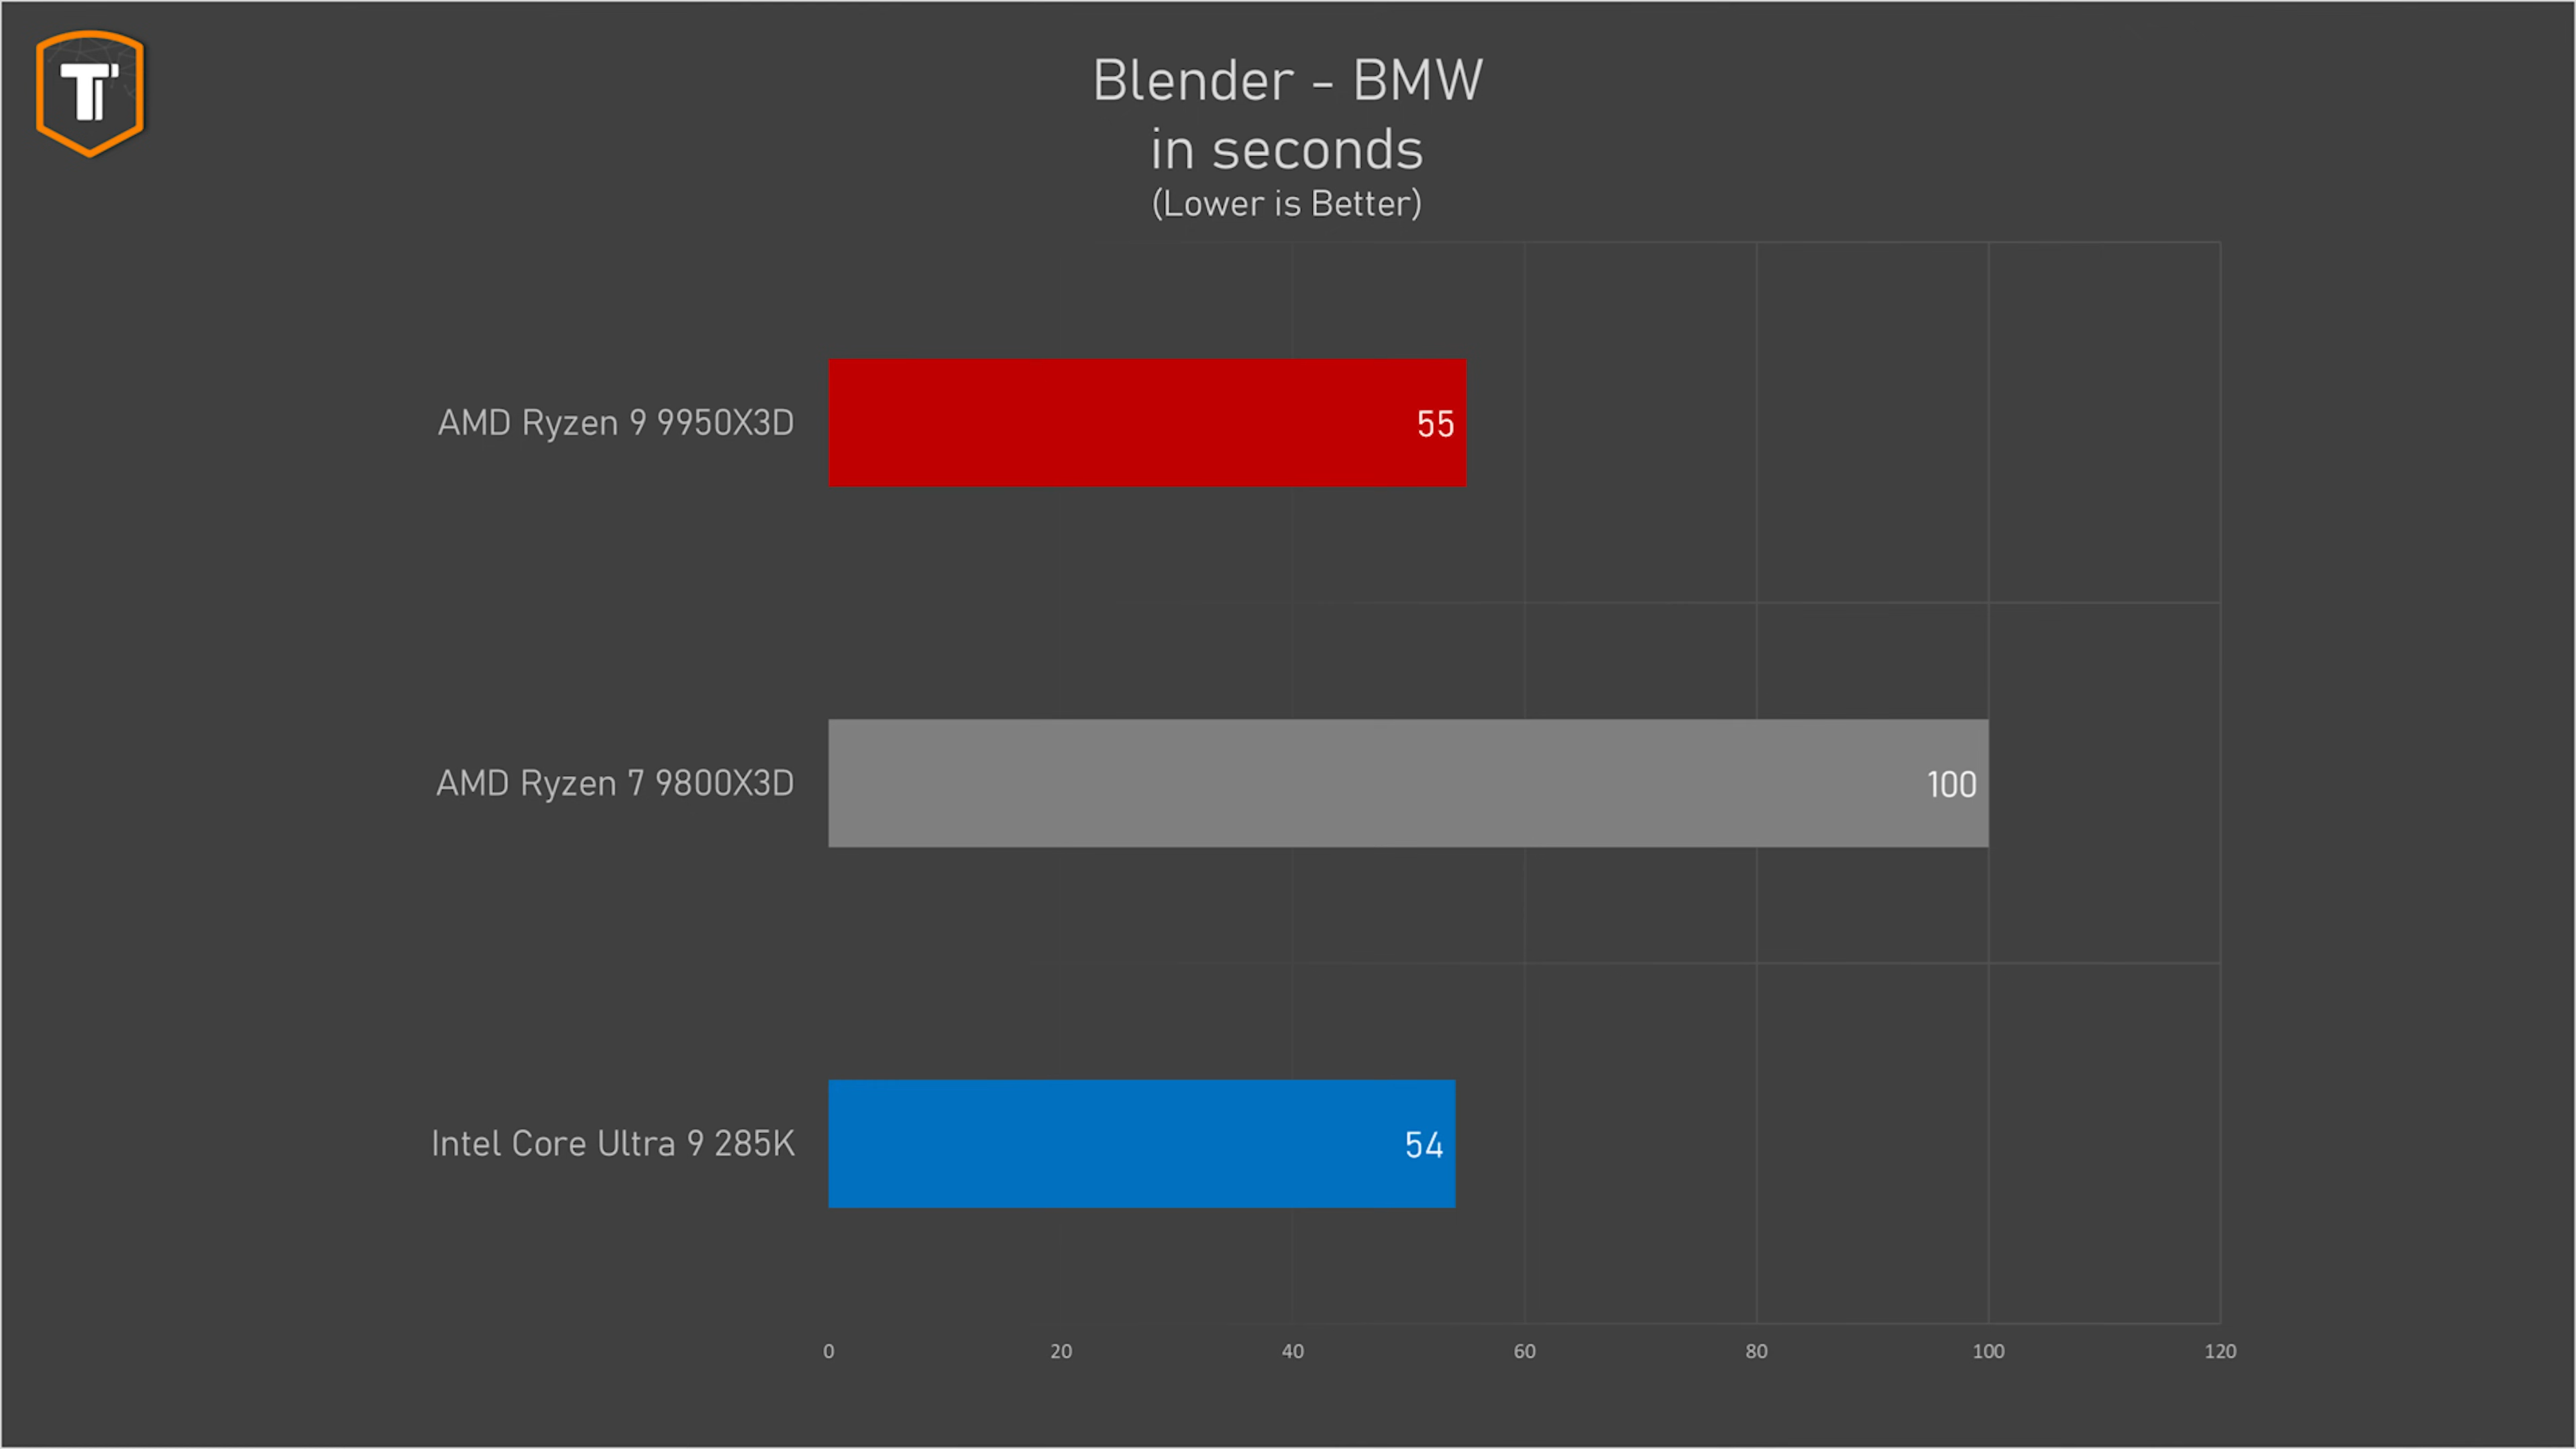 T
Blender - BMW
in seconds
(Lower is Better)
AMD Ryzen 9 9950X3D
55
AMD Ryzen 7 9800X3D
100
Intel Core Ultra 9 285K
54
0 20 40 60 80 100 120